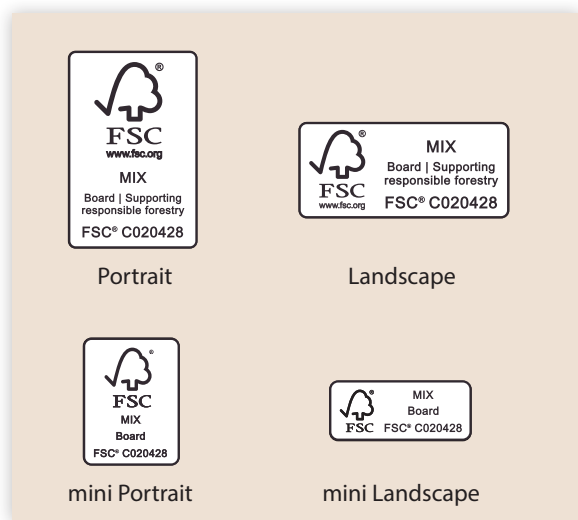 ®
FSC
www.fsc.org
MIX
Board | Supporting
responsible forestry
FSC® C020428
Portrait
®
FSC
www.fsc.org
MIX
Board | Supporting
responsible forestry
FSC® C020428
Landscape
®
FSC
MIX
Board
FSC® C020428
mini Portrait
®
FSC
MIX
Board
FSC® C020428
mini Landscape